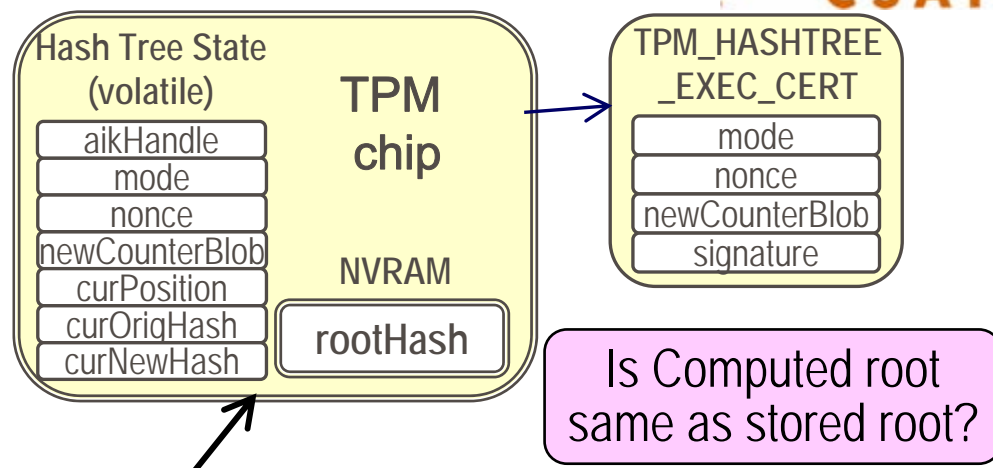 Hash Tree State
(volatile)
aikHandle
mode
nonce
newCounterBlob
curPosition
curOrigHash
curNewHash
TPM
chip
NVRAM
rootHash
TPM_HASHTREE
_EXEC_CERT
mode
nonce
newCounterBlob
signature
Is Computed root
same as stored root?